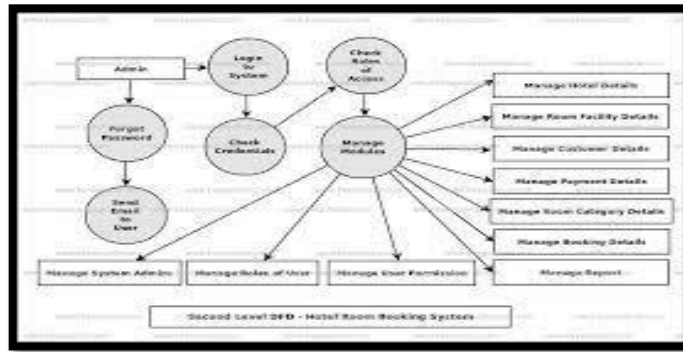 Admin
Login
to
System
Check
Roles
of
Access
Forgot
Password
Check
Credentials
Manage
Modules
Send
Email
to
User
Manage Hotel Details
Manage Room Facility Details
Manage Customer Details
Manage Payment Details
Manage Room Category Details
Manage Booking Details
Manage Report
Manage System Admins
Manage Roles of User
Manage User Permission
Second Level DFD - Hotel Room Booking System